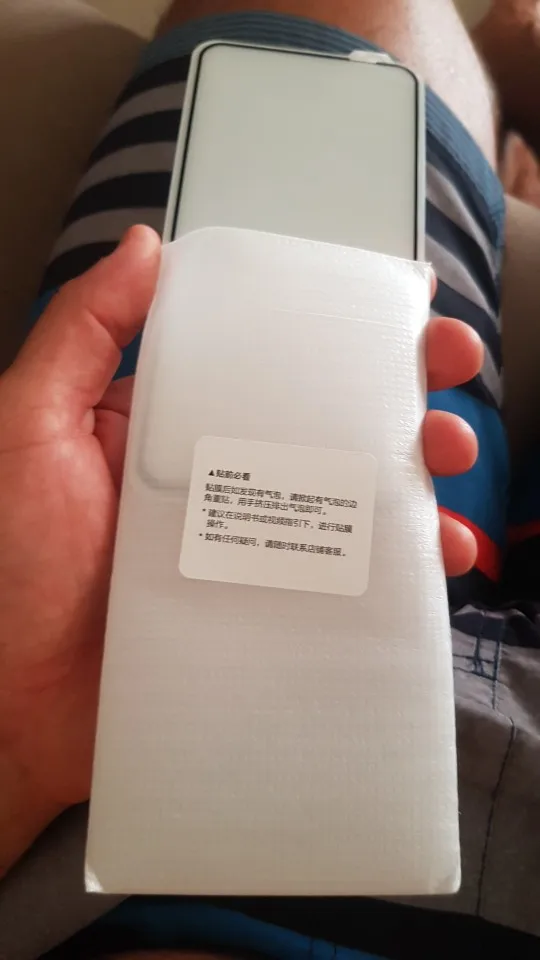 ▲贴前必看
贴膜后如发现有气泡，请掀起有气泡的边
角重贴，用手挤压排出气泡即可。
*建议在说明书或视频指引下，进行贴膜
操作。
*如有任何疑问，请随时联系店铺客服。